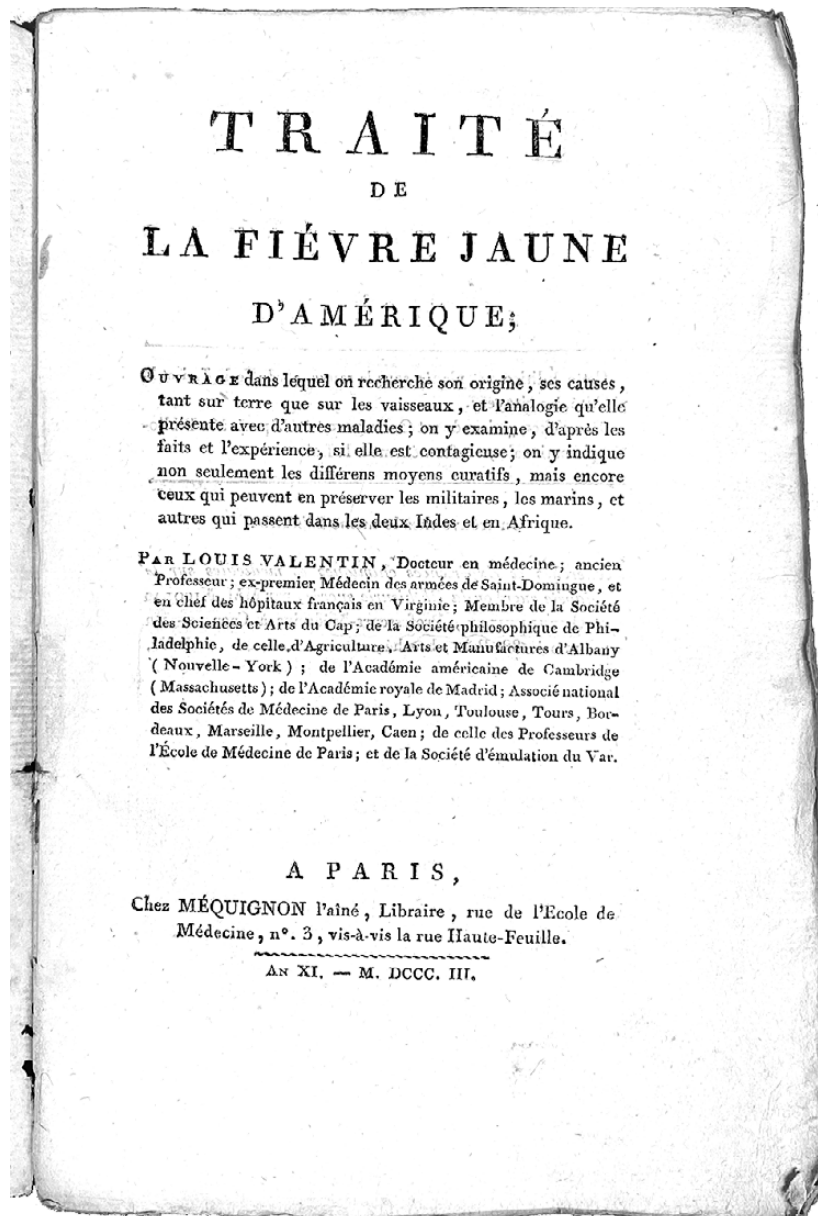 TRAITÉ
DE
LA FIÉVRE JAUNE
D'AMÉRIQUE;
OUVRAGE dans lequel on recherche son origine, ses causes,
tant sur terre que sur les vaisseaux, et l'analogie qu'elle
présente avec d'autres maladies; on y examine, d'après les
faits et l'expérience, si elle est contagieuse; on y indique
non seulement les différens moyens curatifs, mais encore
ceux qui peuvent en préserver les militaires, les marins, et
autres qui passent dans les deux Indes et en Afrique.
PAR LOUIS VALENTIN, Docteur en médecine; ancien
Professeur; ex-premier Médecin des armées de Saint-Domingue, et
en chef des hôpitaux français en Virginie; Membre de la Société
des Sciences et Arts du Cap; de la Société philosophique de Phi-
ladelphie, de celle d'Agriculture, Arts et Manufactures d'Albany
(Nouvelle-York); de l'Académie américaine de Cambridge
(Massachusetts); de l'Académie royale de Madrid; Associé national
des Sociétés de Médecine de Paris, Lyon, Toulouse, Tours, Bor-
deaux, Marseille, Montpellier, Caen; de celle des Professeurs de
l'École de Médecine de Paris; et de la Société d'émulation du Var.
A PARIS,
Chez MÉQUIGNON l'aîné, Libraire, rue de l'Ecole de
Médecine, nº. 3, vis-à-vis la rue Haute-Feuille.
AN XI. — M. DCCC. III.